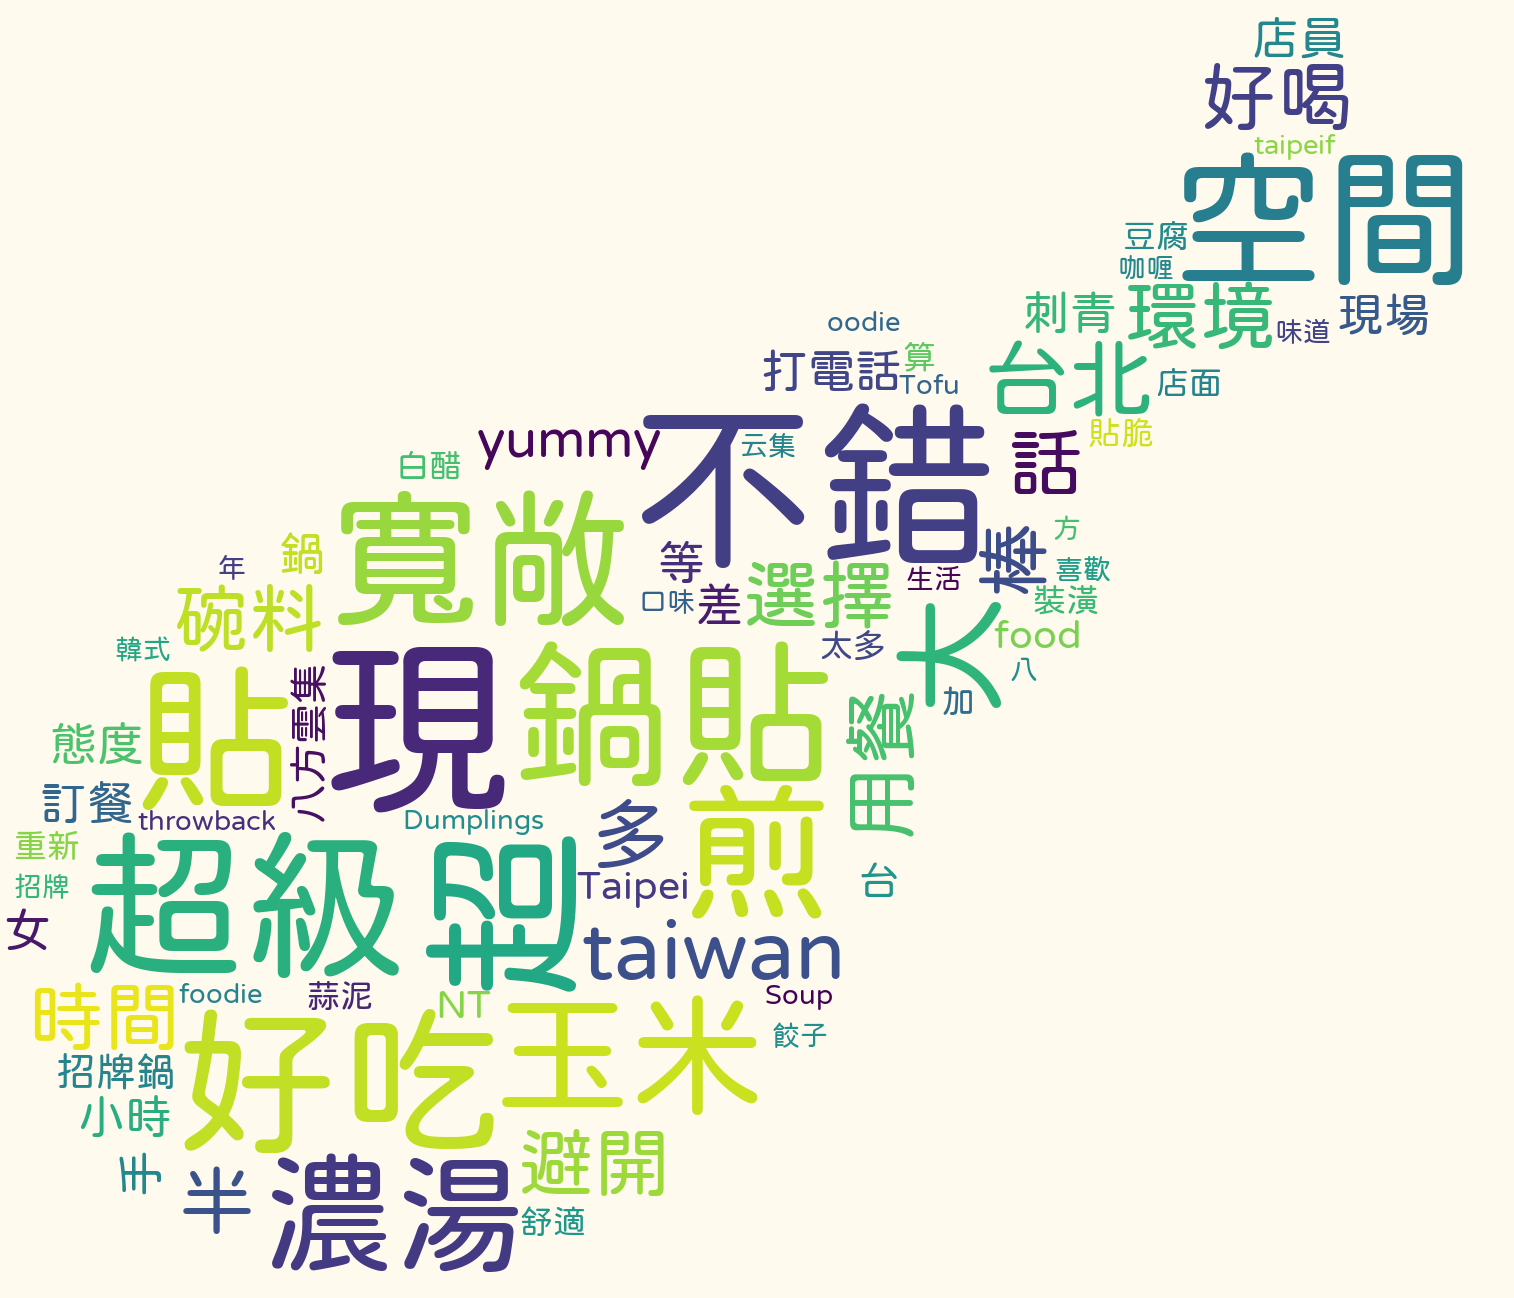 店員
好喝
taipeif
空間
豆腐
咖喱
刺青
環境
味道
現場
oodie
打電話
算
Tofu
台北
店面
貼脆
yummy
不錯
云集
話
白醋
寬敞
鍋
年
等
口味
差
選擇
生活
棒
方
喜歡
裝潢
碗料
韓式
太多
大
food
八
加
貼
八方雲集
現
鍋貼
用餐
態度
訂餐
throwback
Dumplings
多
煎
重新
招牌
女
超級
超
Taipei
台
taiwan
時間
foodie
蒜泥
NT
Soup
餃子
好吃
玉米
招牌鍋
小時
手
半
濃湯
避開
舒適